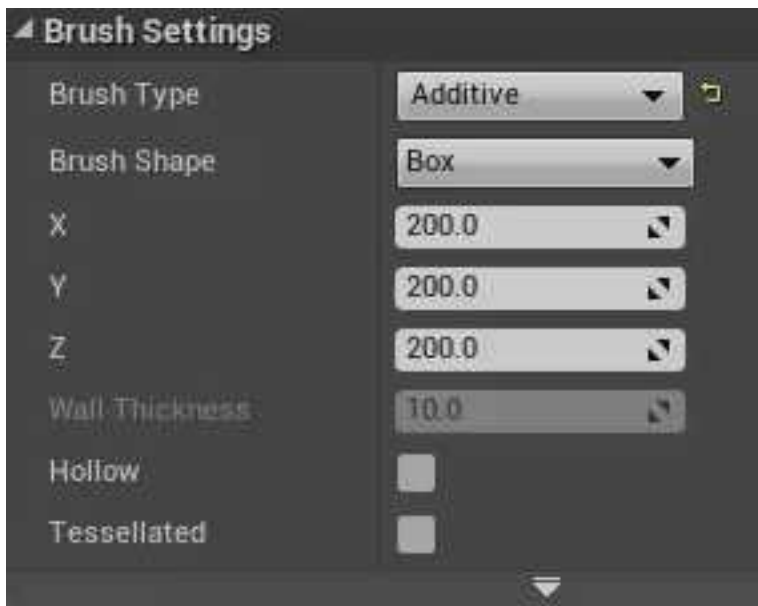 Brush Settings
Brush Type Additive
Brush Shape Box
X 200.0
Y 200.0
Z 200.0
Wall Thickness 10.0
Hollow
Tessellated